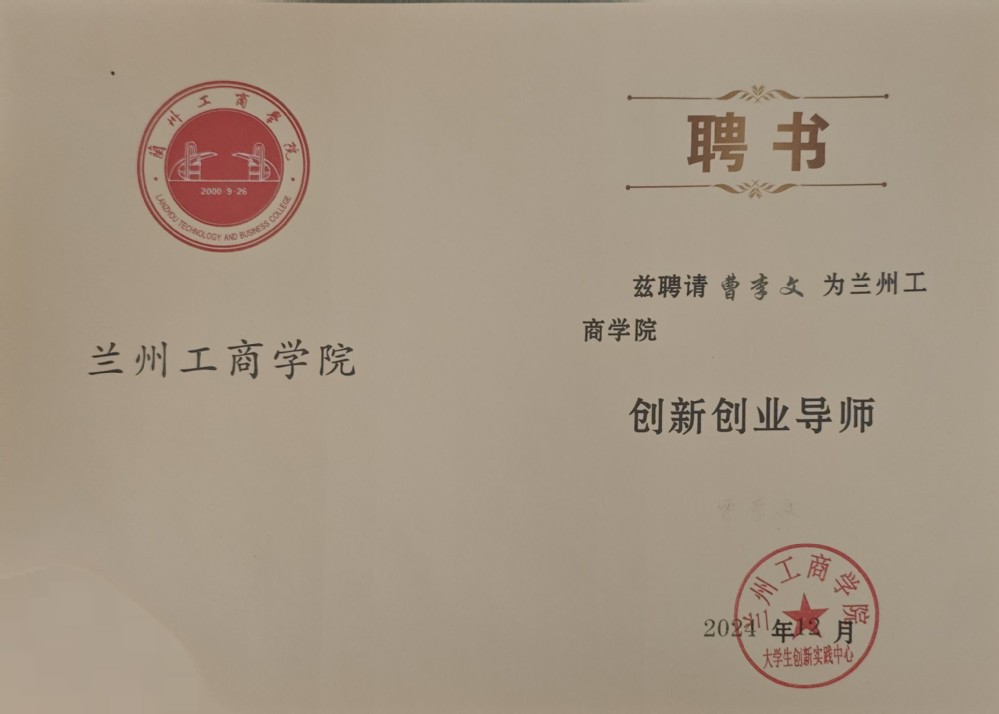 蘭州工商学院
2000 9·26
LANZHOU TECHNOLOGY AND BUSINESS COLLEGE
兰州工商学院
聘书
兹聘请 曹李文 为兰州工
商学院
创新创业导师
兰州工商学院
2024 年12 月
大学生创新实践中心